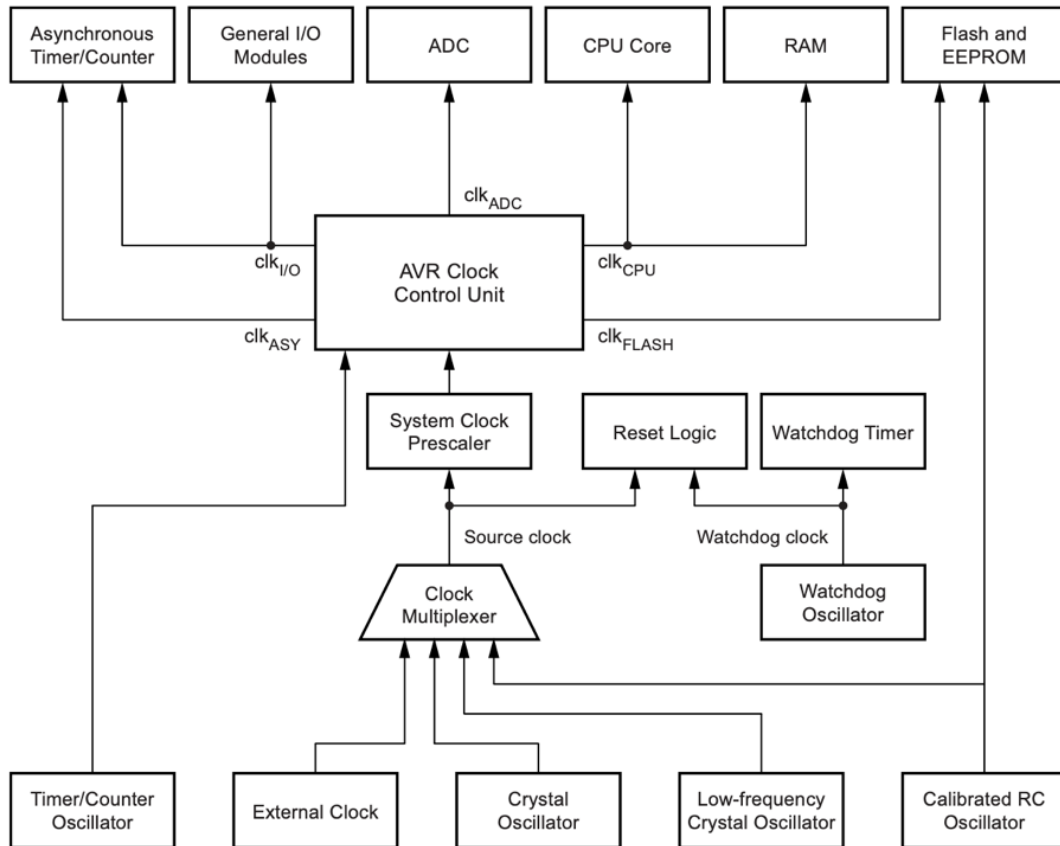 Asynchronous
Timer/Counter
General I/O
Modules
ADC
CPU Core
RAM
Flash and
EEPROM
clkADC
clkI/O
AVR Clock
Control Unit
clkCPU
clkASY
clkFLASH
System Clock
Prescaler
Reset Logic
Watchdog Timer
Source clock
Watchdog clock
Clock
Multiplexer
Watchdog
Oscillator
Timer/Counter
Oscillator
External Clock
Crystal
Oscillator
Low-frequency
Crystal Oscillator
Calibrated RC
Oscillator